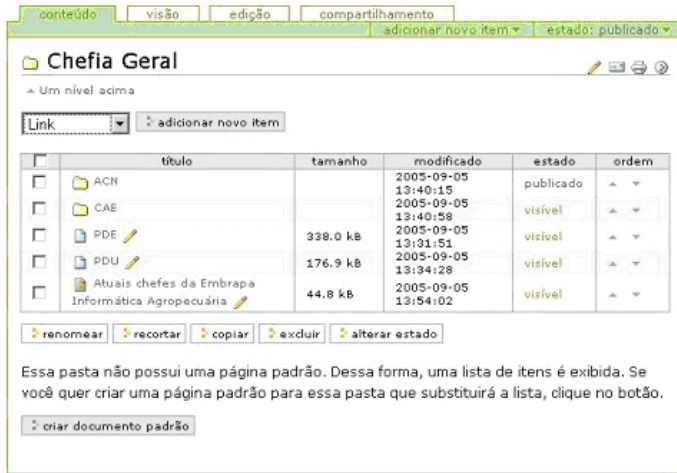 conteúdo visão edição compartilhamento
adicionar novo item estado: publicado
Chefia Geral
Um nível acima
Link adicionar novo item
título tamanho modificado estado ordem
ACN 2005-09-05 13:40:15 publicado
CAE 2005-09-05 13:40:58 visível
PDE 338.0 kB 2005-09-05 13:31:51 visível
PDU 176.9 kB 2005-09-05 13:34:28 visível
Atuais chefes da Embrapa
Informática Agropecuária 44.8 kB 2005-09-05 13:54:02 visível
renomear recortar copiar excluir alterar estado
Essa pasta não possui uma página padrão. Dessa forma, uma lista de itens é exibida. Se
você quer criar uma página padrão para essa pasta que substituirá a lista, clique no botão.
criar documento padrão